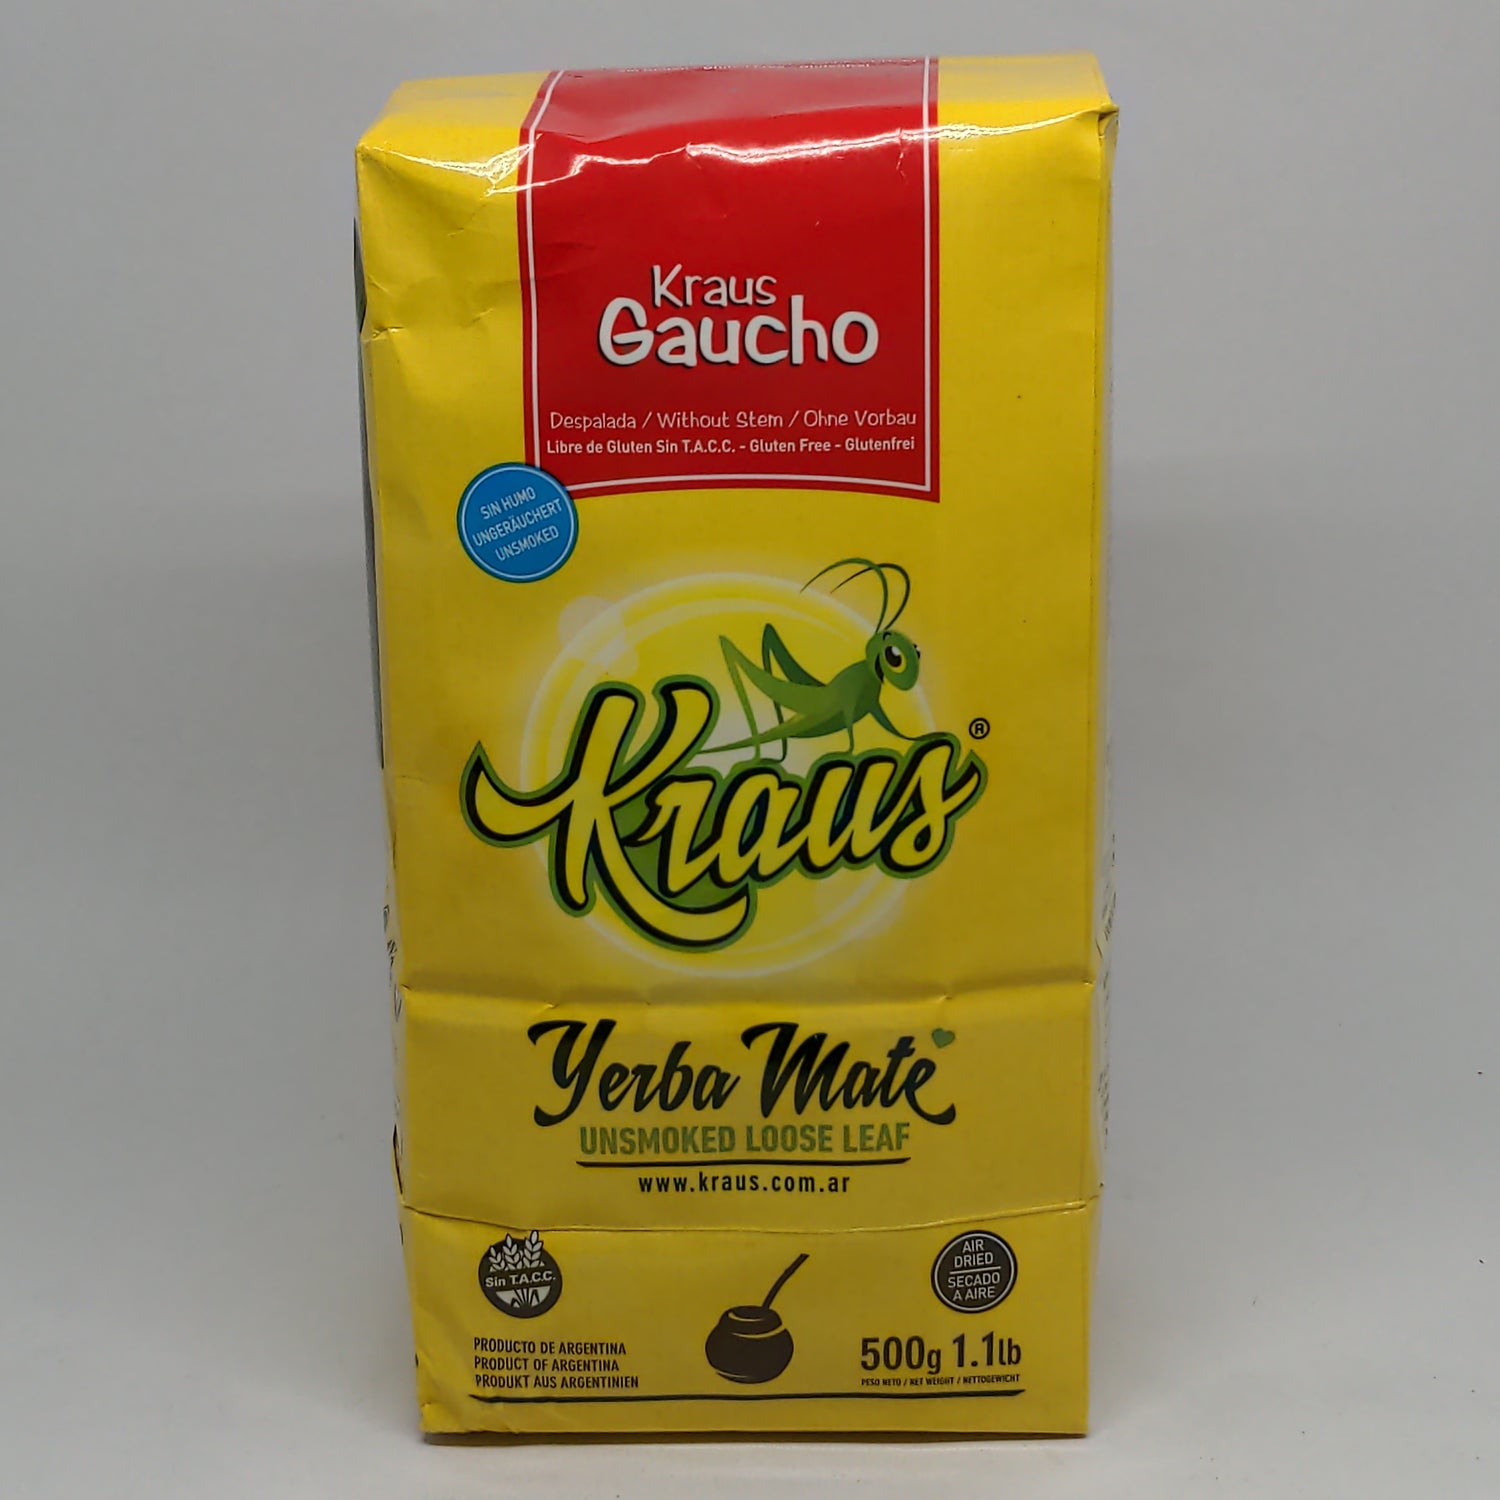 Kraus
Gaucho
Despalada / Without Stem / Ohne Vorbau
Libre de Gluten Sin T.A.C.C. - Gluten Free - Glutenfrei
SIN HUMO
UNGERÄUCHERT
UNSMOKED
Kraus®
Yerba Mate
UNSMOKED LOOSE LEAF
www.kraus.com.ar
Sin T.A.C.C.
AIR
DRIED
SECADO
A AIRE
PRODUCTO DE ARGENTINA
PRODUCT OF ARGENTINA
PRODUKT AUS ARGENTINIEN
500g 1.1lb
PESO NETO / NET WEIGHT / NETTOGEWICHT